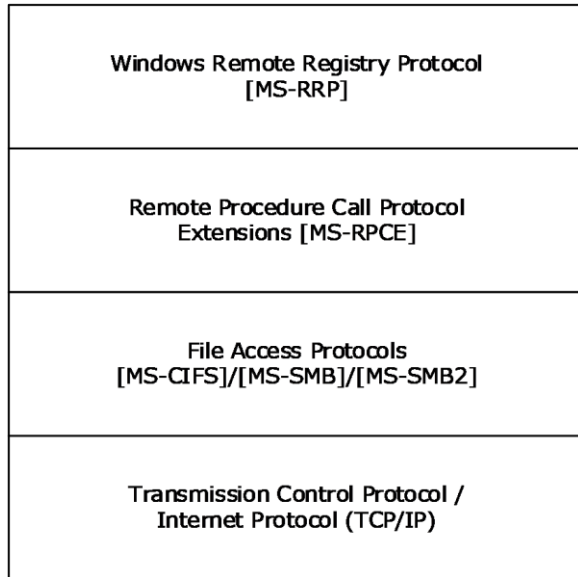 Windows Remote Registry Protocol
[MS-RRP]
Remote Procedure Call Protocol
Extensions [MS-RPCE]
File Access Protocols
[MS-CIFS]/[MS-SMB]/[MS-SMB2]
Transmission Control Protocol /
Internet Protocol (TCP/IP)